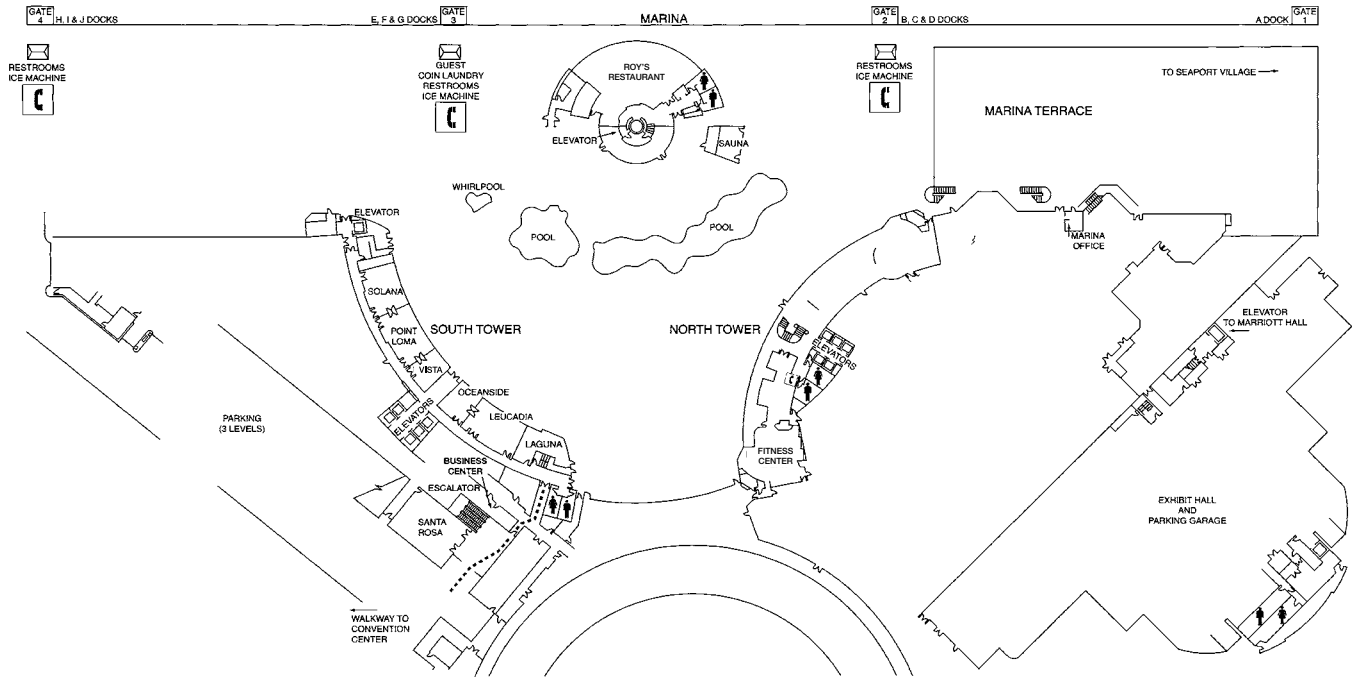 GATE
4
H, I & J DOCKS
E, F & G DOCKS
GATE
3
MARINA
GATE
2
B, C & D DOCKS
A DOCK
GATE
1
RESTROOMS
ICE MACHINE
GUEST
COIN LAUNDRY
RESTROOMS
ICE MACHINE
ROY'S
RESTAURANT
ELEVATOR
SAUNA
RESTROOMS
ICE MACHINE
TO SEAPORT VILLAGE
MARINA TERRACE
WHIRLPOOL
POOL
POOL
MARINA
OFFICE
ELEVATOR
SOLANA
POINT
LOMA
VISTA
SOUTH TOWER
NORTH TOWER
ELEVATORS
ELEVATOR
TO MARRIOTT HALL
PARKING
(3 LEVELS)
OCEANSIDE
LEUCADIA
LAGUNA
ELEVATORS
BUSINESS
CENTER
ESCALATOR
SANTA
ROSA
FITNESS
CENTER
EXHIBIT HALL
AND
PARKING GARAGE
WALKWAY TO
CONVENTION
CENTER